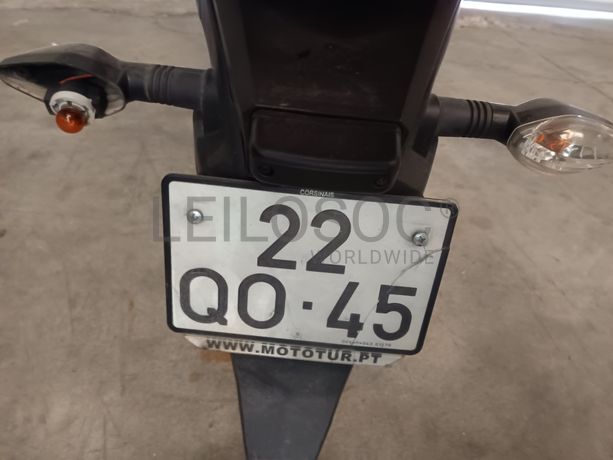 CORSINAIS
LEILOSOC
WORLDWIDE
22
QO·45
WWW.MOTOTUR.PT